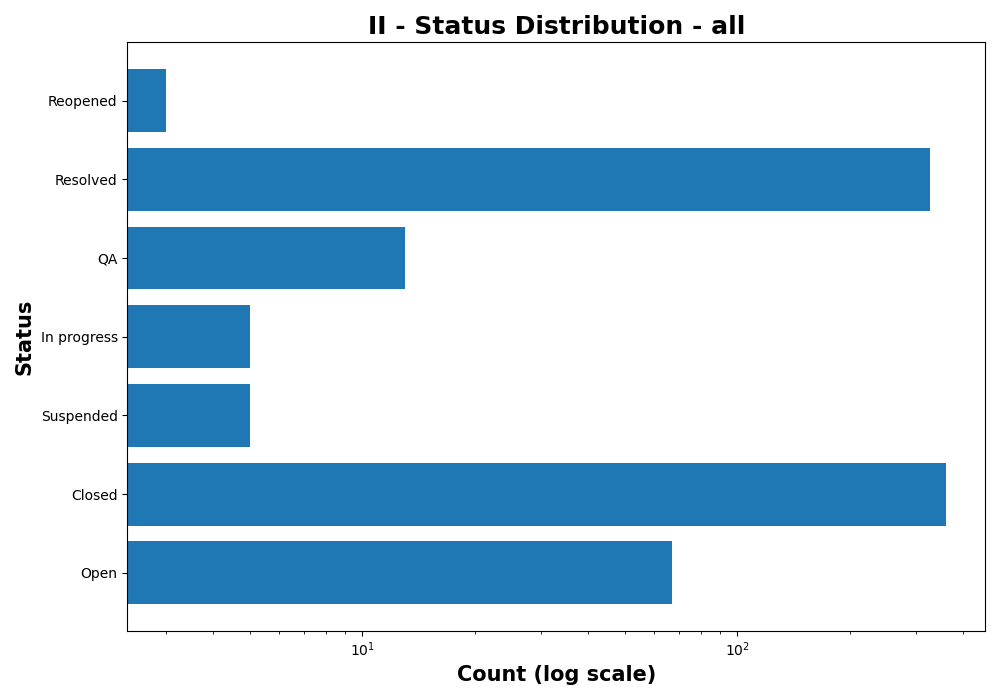 II - Status Distribution - all
Reopened
Resolved
QA
In progress
Suspended
Closed
Open
Status
10¹
10²
Count (log scale)